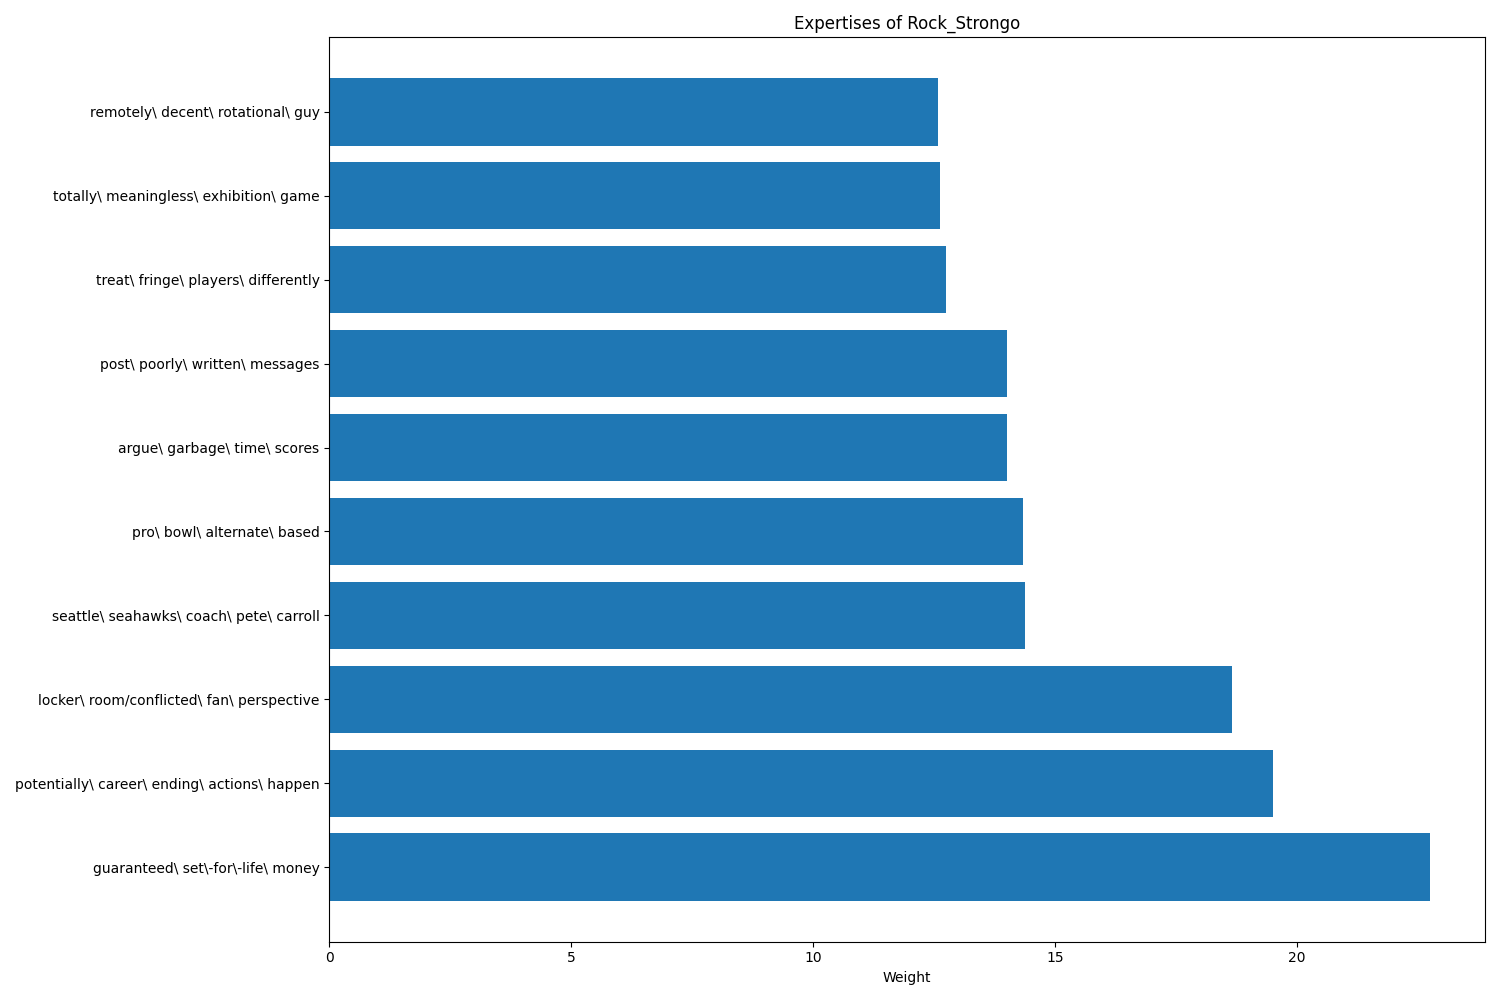 Expertises of Rock_Strongo
remotely\ decent\ rotational\ guy
totally\ meaningless\ exhibition\ game
treat\ fringe\ players\ differently
post\ poorly\ written\ messages
argue\ garbage\ time\ scores
pro\ bowl\ alternate\ based
seattle\ seahawks\ coach\ pete\ carroll
locker\ room/conflicted\ fan\ perspective
potentially\ career\ ending\ actions\ happen
guaranteed\ set\-for\-life\ money
0 5 10 15 20
Weight